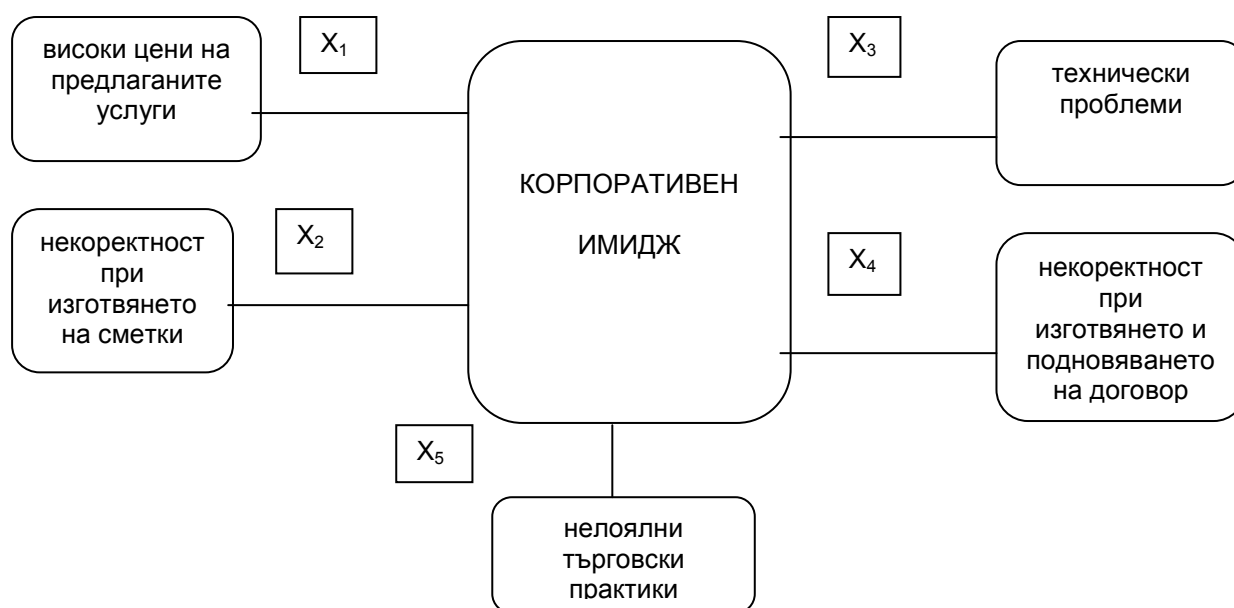 високи цени на
предлаганите
услуги
X₁
КОРПОРАТИВЕН
ИМИДЖ
X₃
технически
проблеми
некоректност
при
изготвянето
на сметки
X₂
X₄
некоректност
при
изготвянето и
подновяването
на договор
X₅
нелоялни
търговски
практики